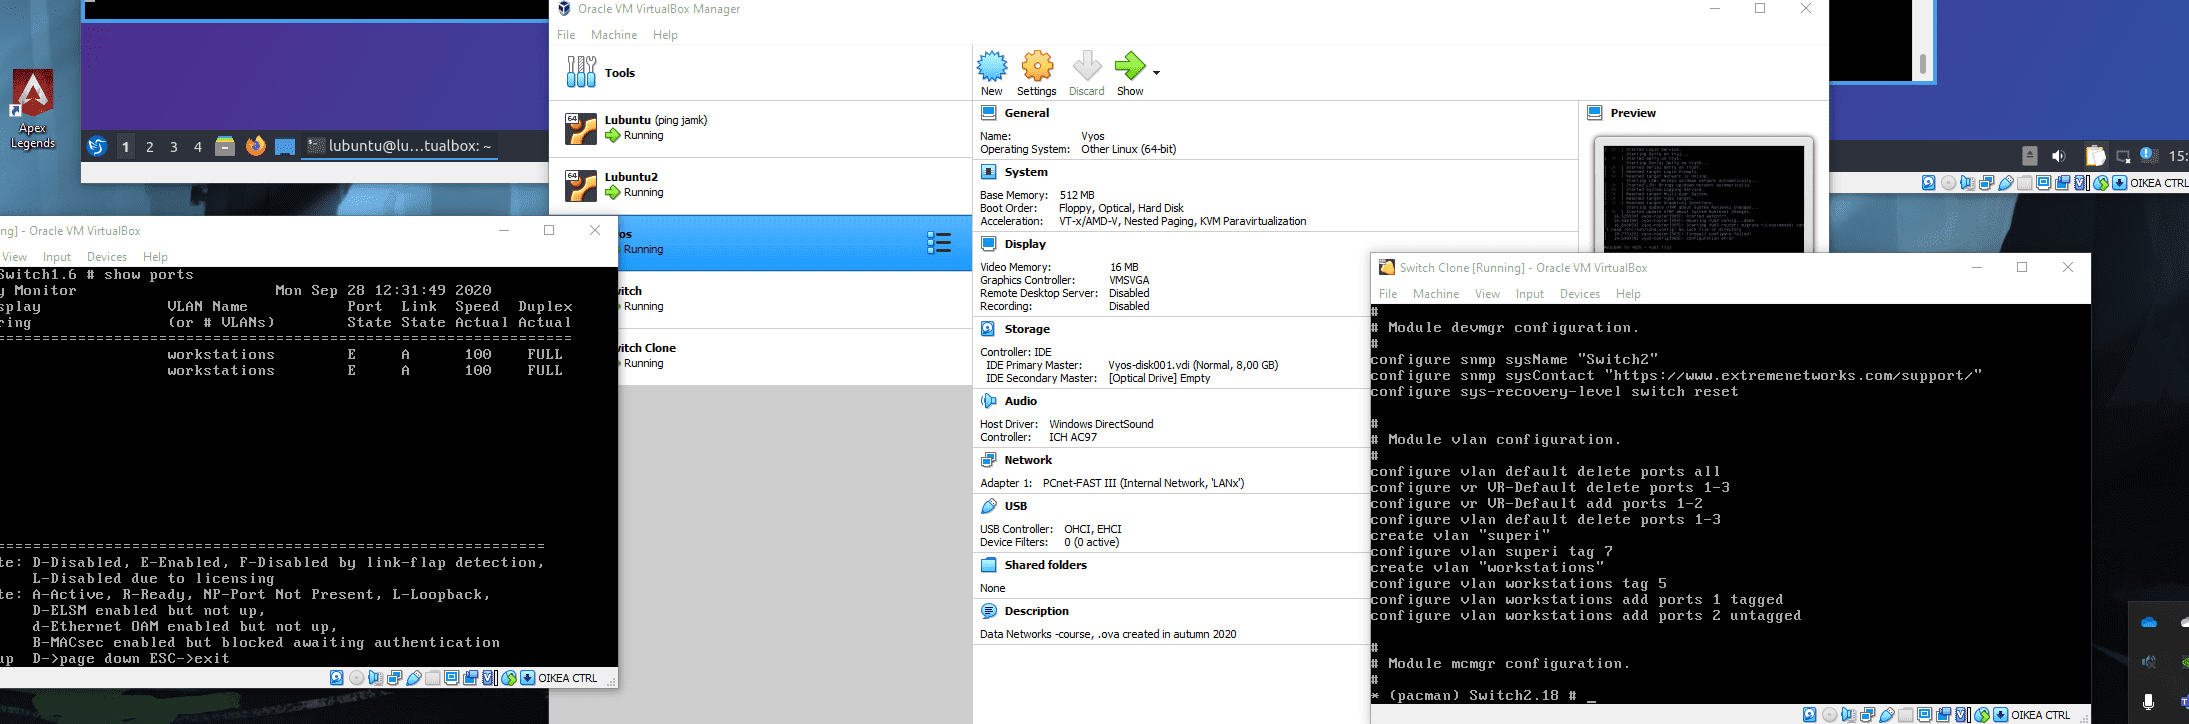 Apex
Legends
1 2 3 4 lubuntu@lu...tualbox: ~
Oracle VM VirtualBox Manager
File Machine Help
Tools
Lubuntu (ping jamk)
Running
Lubuntu2
Running
os
Running
itch
Running
witch Clone
Running
New Settings Discard Show
General
Name: Vyos
Operating System: Other Linux (64-bit)
System
Base Memory: 512 MB
Boot Order: Floppy, Optical, Hard Disk
Acceleration: VT-x/AMD-V, Nested Paging, KVM Paravirtualization
Display
Video Memory: 16 MB
Graphics Controller: VMSVGA
Remote Desktop Server: Disabled
Recording: Disabled
Storage
Controller: IDE
IDE Primary Master: Vyos-disk001.vdi (Normal, 8,00 GB)
IDE Secondary Master: [Optical Drive] Empty
Audio
Host Driver: Windows DirectSound
Controller: ICH AC97
Network
Adapter 1: PCnet-FAST III (Internal Network, 'LANx')
USB
USB Controller: OHCI, EHCI
Device Filters: 0 (0 active)
Shared folders
None
Description
Data Networks -course, .ova created in autumn 2020
Preview
15:
OIKEA CTRL
ng] - Oracle VM VirtualBox
View Input Devices Help
Switch1.6 # show ports
y Monitor Mon Sep 28 12:31:49 2020
splay VLAN Name Port Link Speed Duplex
ring (or # VLANs) State State Actual Actual
================================================================
workstations E A 100 FULL
workstations E A 100 FULL
=============================================================
te: D-Disabled, E-Enabled, F-Disabled by link-flap detection,
L-Disabled due to licensing
te: A-Active, R-Ready, NP-Port Not Present, L-Loopback,
D-ELSM enabled but not up,
d-Ethernet OAM enabled but not up,
B-MACsec enabled but blocked awaiting authentication
up D->page down ESC->exit
OIKEA CTRL
Switch Clone [Running] - Oracle VM VirtualBox
File Machine View Input Devices Help
#
# Module devmgr configuration.
#
configure snmp sysName "Switch2"
configure snmp sysContact "https://www.extremenetworks.com/support/"
configure sys-recovery-level switch reset
#
# Module vlan configuration.
#
configure vlan default delete ports all
configure vr VR-Default delete ports 1-3
configure vr VR-Default add ports 1-2
configure vlan default delete ports 1-3
create vlan "superi"
configure vlan superi tag 7
create vlan "workstations"
configure vlan workstations tag 5
configure vlan workstations add ports 1 tagged
configure vlan workstations add ports 2 untagged
#
# Module mcmgr configuration.
#
* (pacman) Switch2.18 # _
OIKEA CTRL